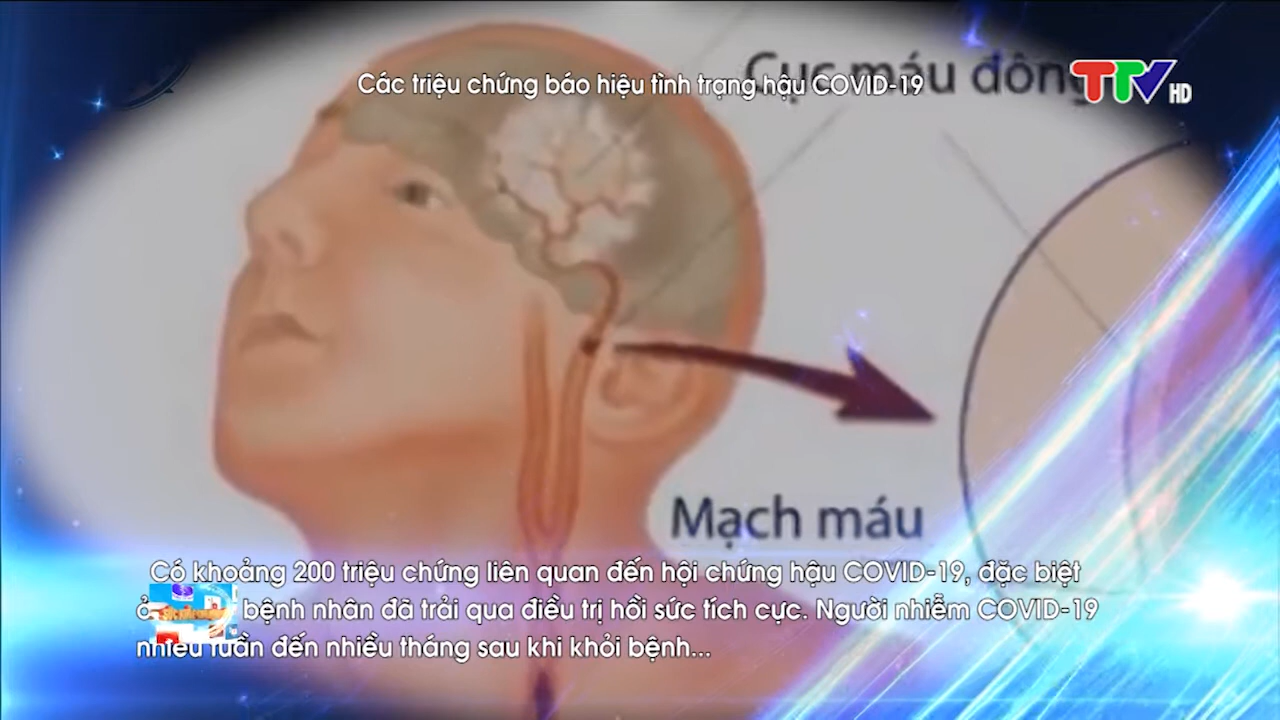 Cục máu đông
TTV HD
Các triệu chứng báo hiệu tình trạng hậu COVID-19
Mạch máu
Có khoảng 200 triệu chứng liên quan đến hội chứng hậu COVID-19, đặc biệt
ở bệnh nhân đã trải qua điều trị hồi sức tích cực. Người nhiễm COVID-19
nhiều tuần đến nhiều tháng sau khi khỏi bệnh...